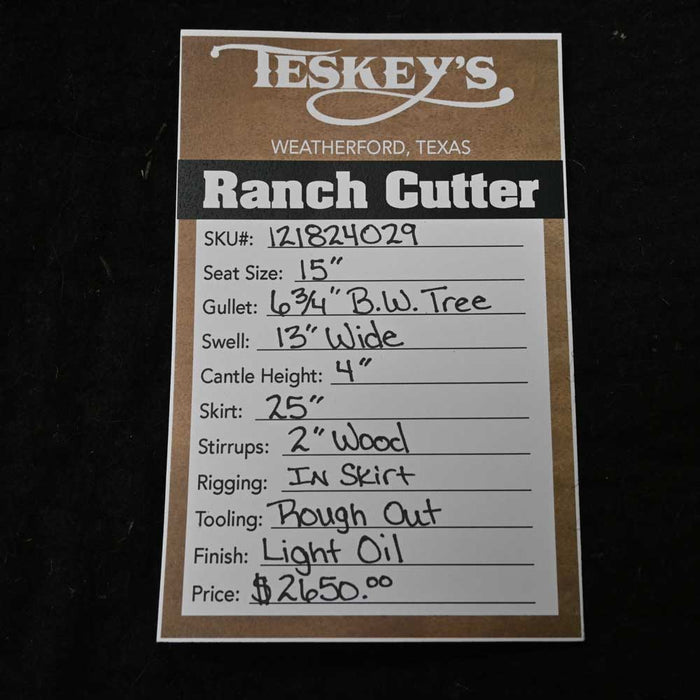 TESKEY'S
WEATHERFORD, TEXAS
Ranch Cutter
SKU#: 121824029
Seat Size: 15"
Gullet: 6 3/4" B.W. Tree
Swell: 13" Wide
Cantle Height: 4"
Skirt: 25"
Stirrups: 2" Wood
Rigging: IN Skirt
Tooling: Rough Out
Finish: Light Oil
Price: $2650.00